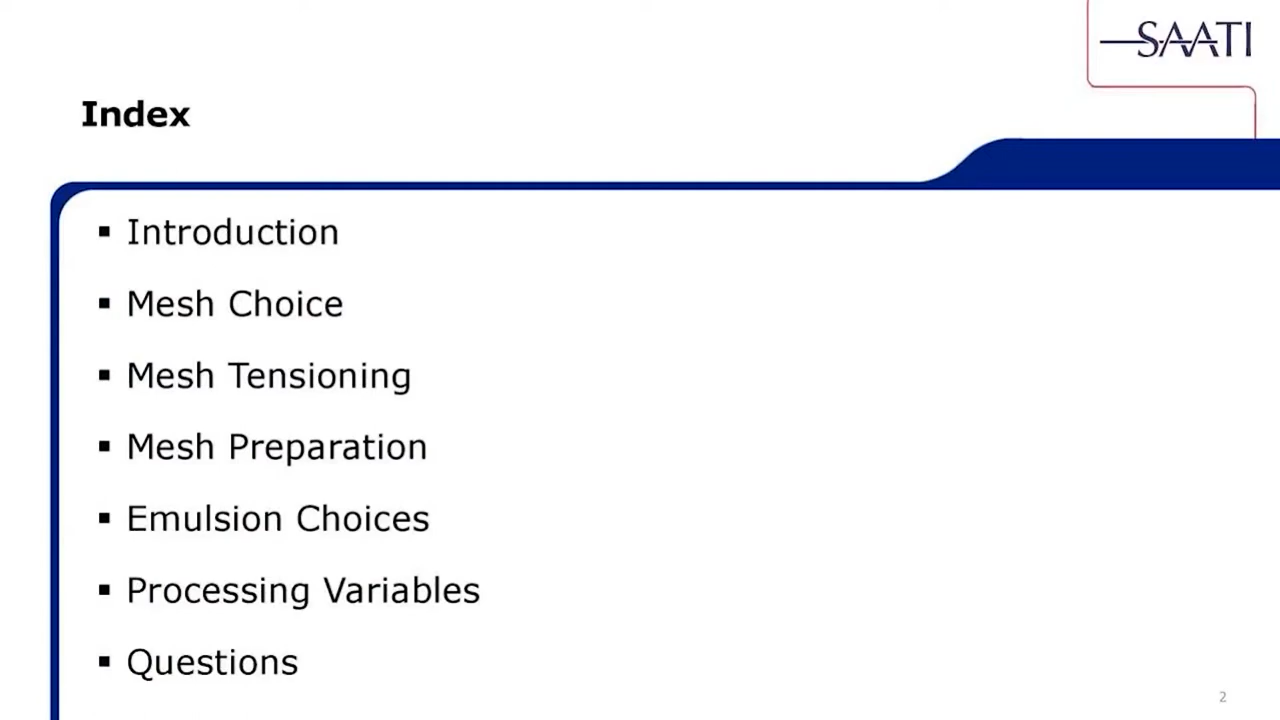 SAATI
Index
▪ Introduction
▪ Mesh Choice
▪ Mesh Tensioning
▪ Mesh Preparation
▪ Emulsion Choices
▪ Processing Variables
▪ Questions
2